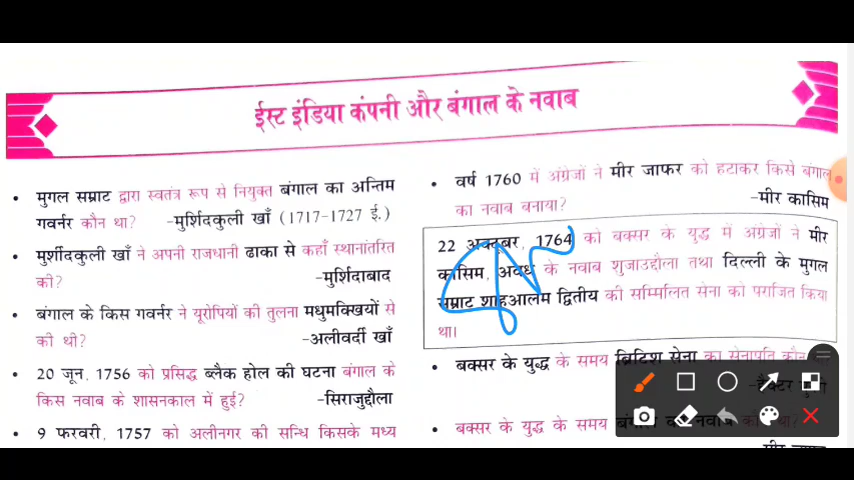 ईस्ट इंडिया कंपनी और बंगाल के नवाब
• मुगल सम्राट द्वारा स्वतंत्र रूप से नियुक्त बंगाल का अन्तिम
गवर्नर कौन था? -मुर्शिदकुली खाँ (1717-1727 ई.)
• मुर्शीदकुली खाँ ने अपनी राजधानी ढाका से कहाँ स्थानांतरित
की? -मुर्शिदाबाद
• बंगाल के किस गवर्नर ने यूरोपियों की तुलना मधुमक्खियों से
की थी? -अलीवर्दी खाँ
• 20 जून, 1756 को प्रसिद्ध ब्लैक होल की घटना बंगाल के
किस नवाब के शासनकाल में हुई? -सिराजुद्दौला
• 9 फरवरी, 1757 को अलीनगर की सन्धि किसके मध्य
• वर्ष 1760 में अंग्रेजों ने मीर जाफर को हटाकर किसे बंगाल
का नवाब बनाया? -मीर कासिम
22 अक्टूबर, 1764 को बक्सर के युद्ध में अंग्रेजों ने मीर
कासिम, अवध के नवाब शुजाउद्दौला तथा दिल्ली के मुगल
सम्राट शाहआलम द्वितीय की सम्मिलित सेना को पराजित किया
था।
• बक्सर के युद्ध के समय ब्रिटिश सेना का सेनापति कौन
• बक्सर के युद्ध के समय